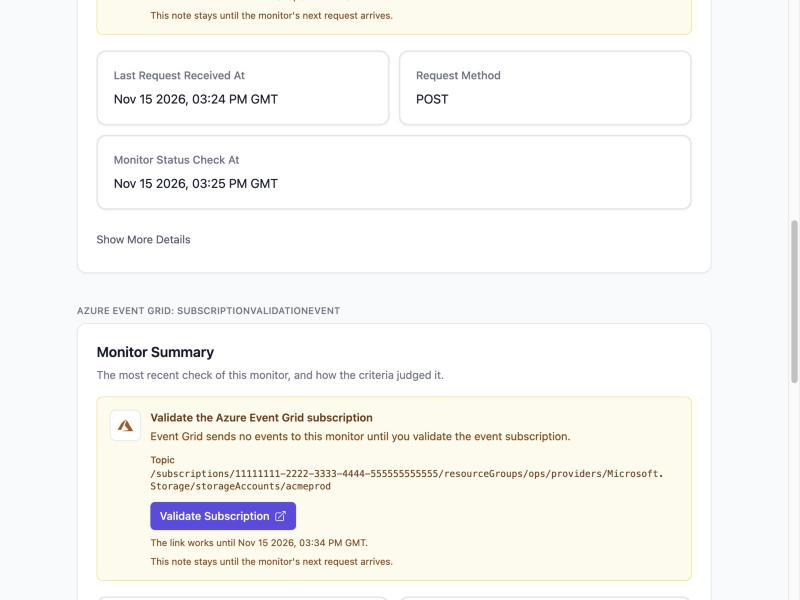 This note stays until the monitor's next request arrives.
Last Request Received At
Nov 15 2026, 03:24 PM GMT
Request Method
POST
Monitor Status Check At
Nov 15 2026, 03:25 PM GMT
Show More Details
AZURE EVENT GRID: SUBSCRIPTIONVALIDATIONEVENT
Monitor Summary
The most recent check of this monitor, and how the criteria judged it.
Validate the Azure Event Grid subscription
Event Grid sends no events to this monitor until you validate the event subscription.
Topic
/subscriptions/11111111-2222-3333-4444-555555555555/resourceGroups/ops/providers/Microsoft.
Storage/storageAccounts/acmeprod
Validate Subscription
The link works until Nov 15 2026, 03:34 PM GMT.
This note stays until the monitor's next request arrives.